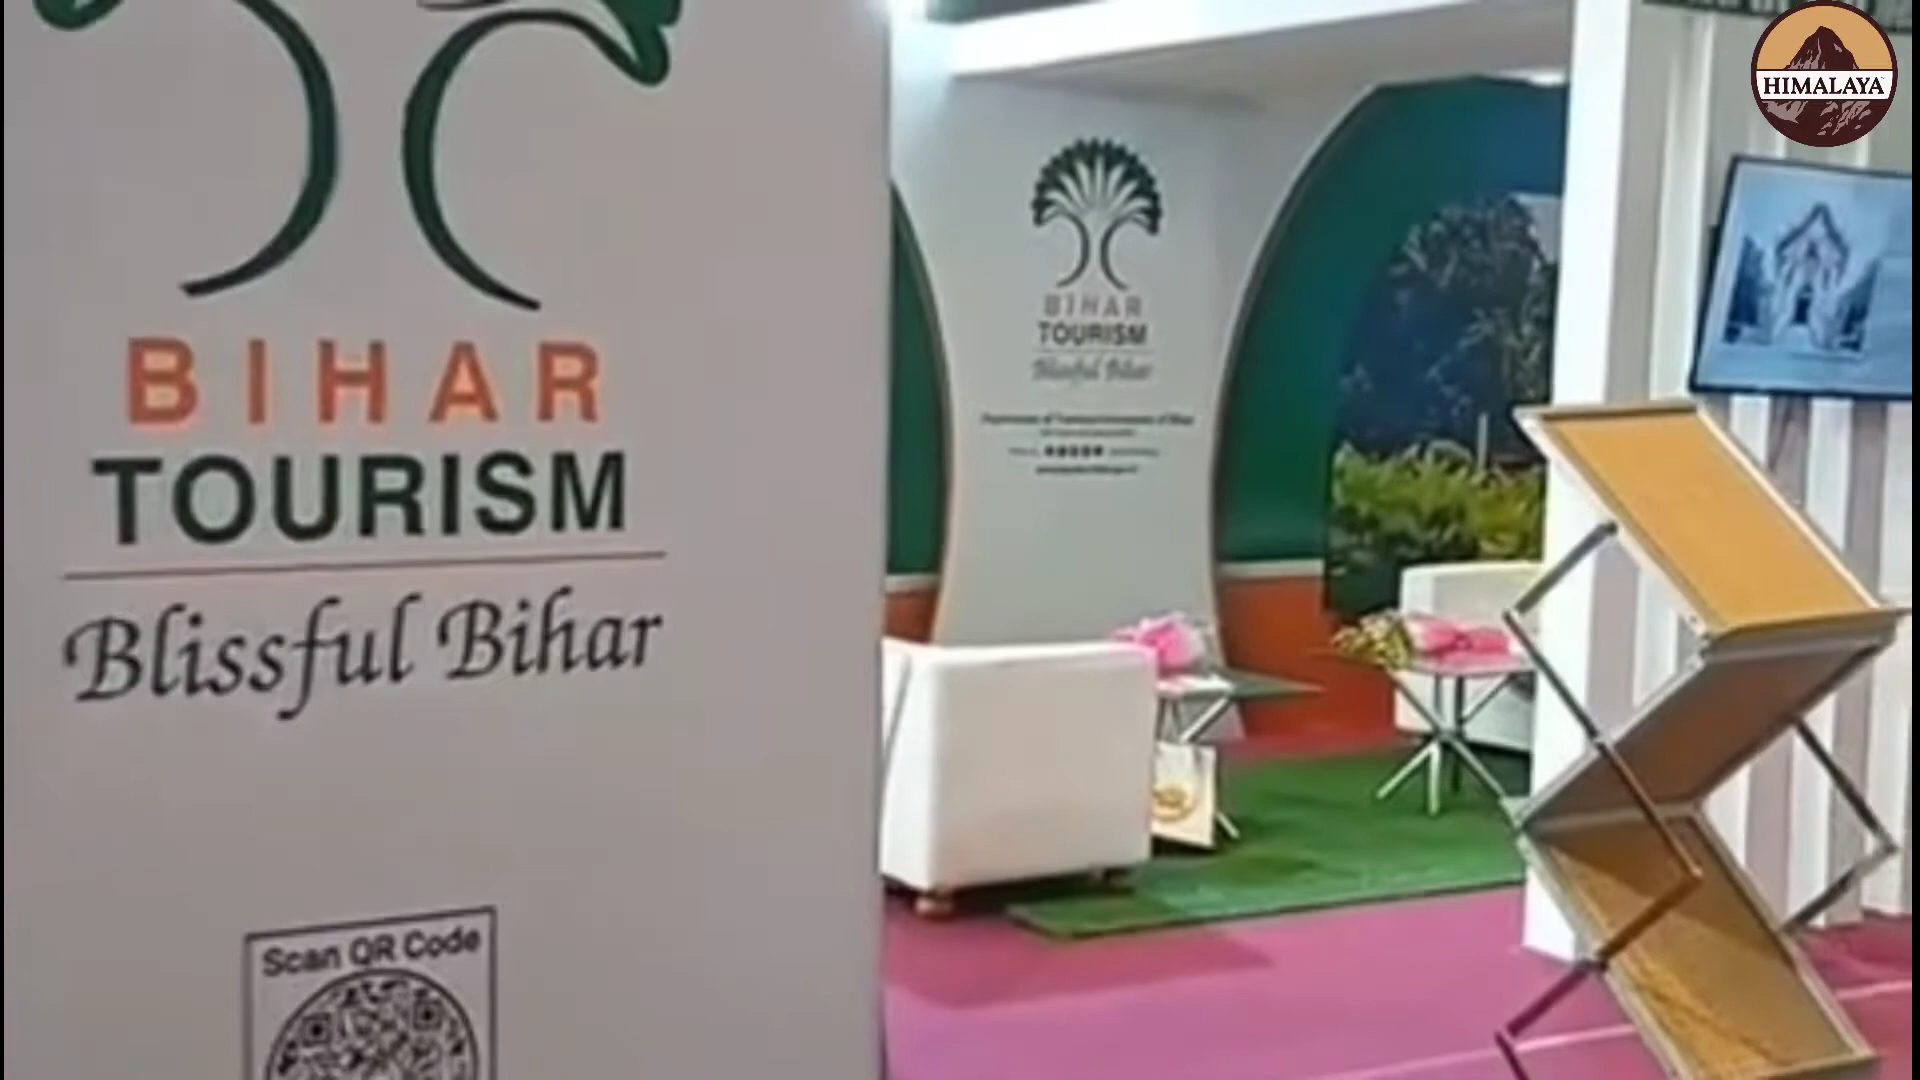 BIHAR
TOURISM
Blissful Bihar
Scan QR Code
BIHAR
TOURISM
Blissful Bihar
HIMALAYA